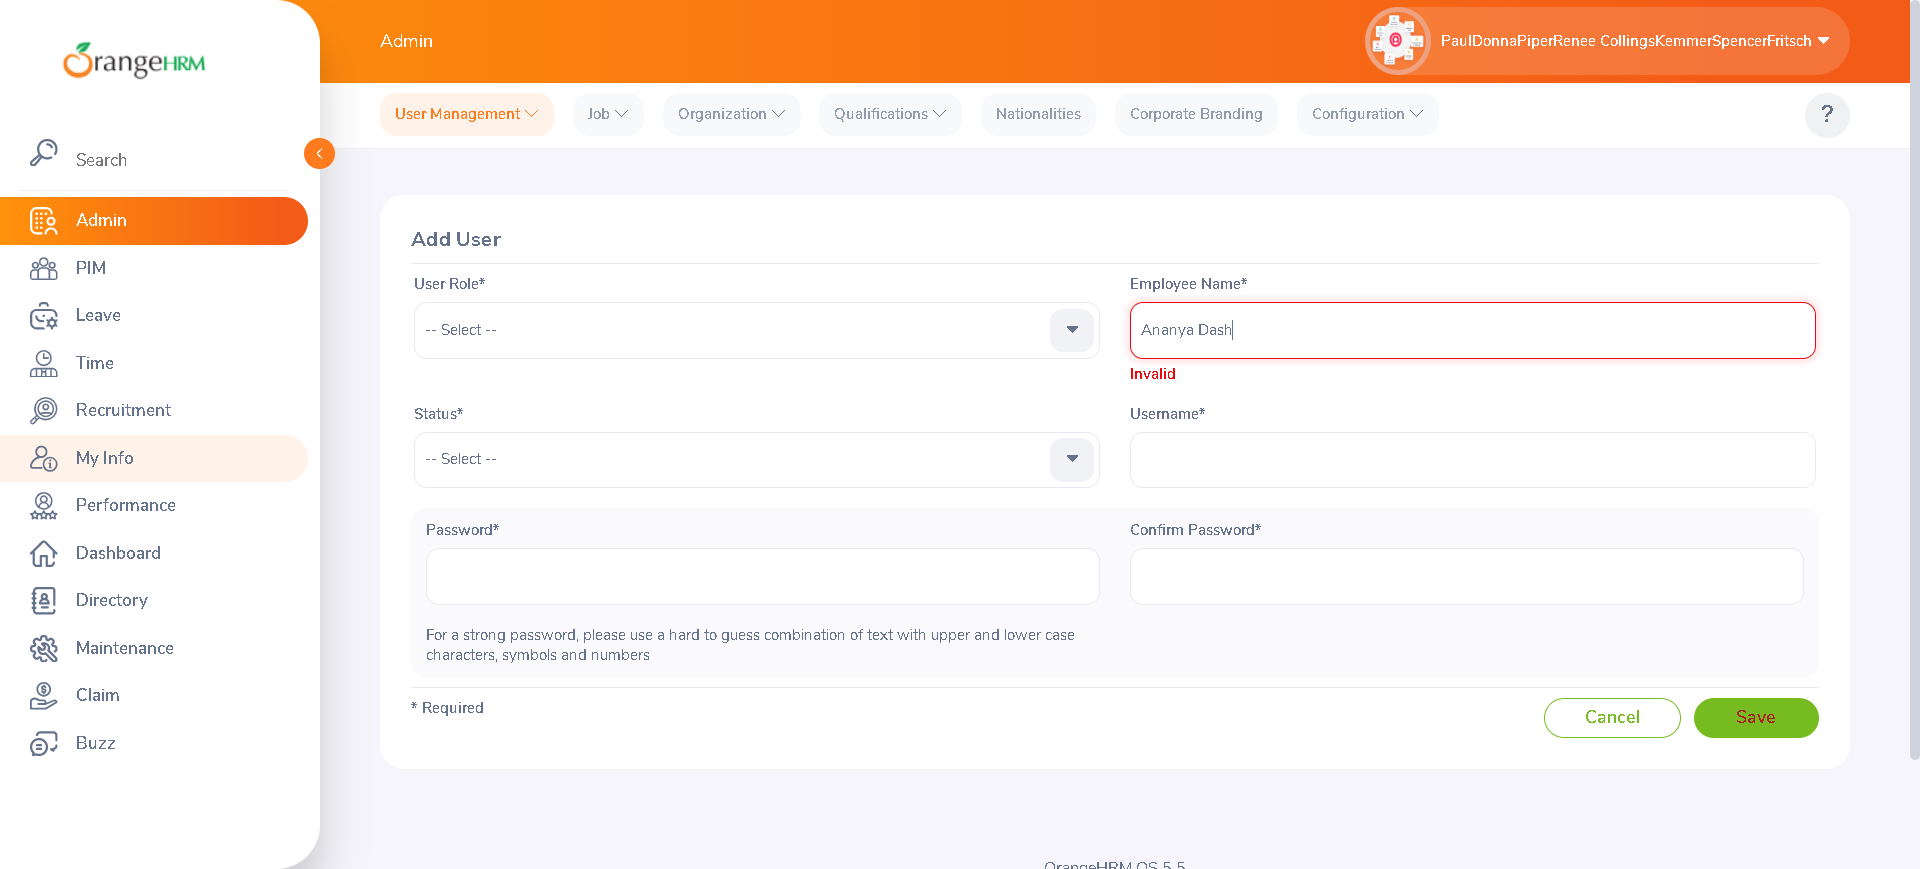 OrangeHRM
Admin
PaulDonnaPiperRenee CollingsKemmerSpencerFritsch
User Management
Job
Organization
Qualifications
Nationalities
Corporate Branding
Configuration
?
Search
Admin
PIM
Leave
Time
Recruitment
My Info
Performance
Dashboard
Directory
Maintenance
Claim
Buzz
Add User
User Role*
Employee Name*
-- Select --
Ananya Dash
Invalid
Status*
Username*
-- Select --
Password*
Confirm Password*
For a strong password, please use a hard to guess combination of text with upper and lower case
characters, symbols and numbers
* Required
Cancel
Save
OrangeHRM OS 5.5